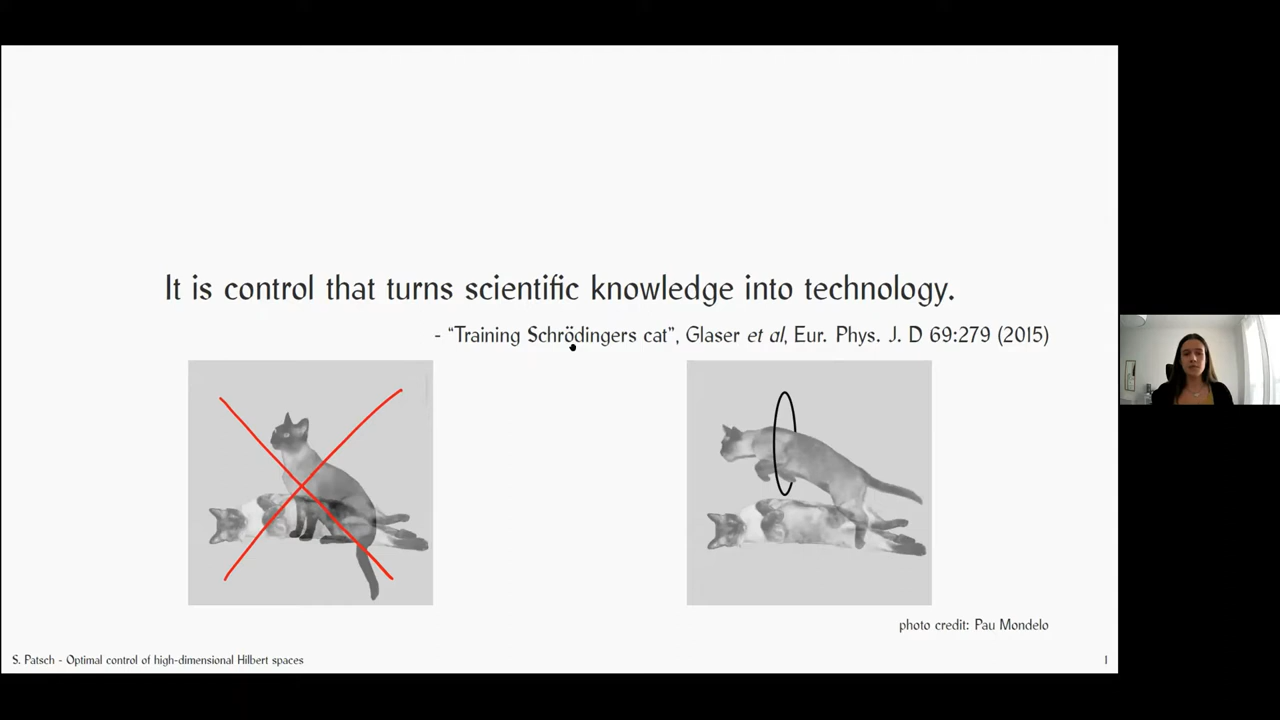 It is control that turns scientific knowledge into technology.
- “Training Schrödingers cat”, Glaser et al, Eur. Phys. J. D 69:279 (2015)
photo credit: Pau Mondelo
S. Patsch - Optimal control of high-dimensional Hilbert spaces
1